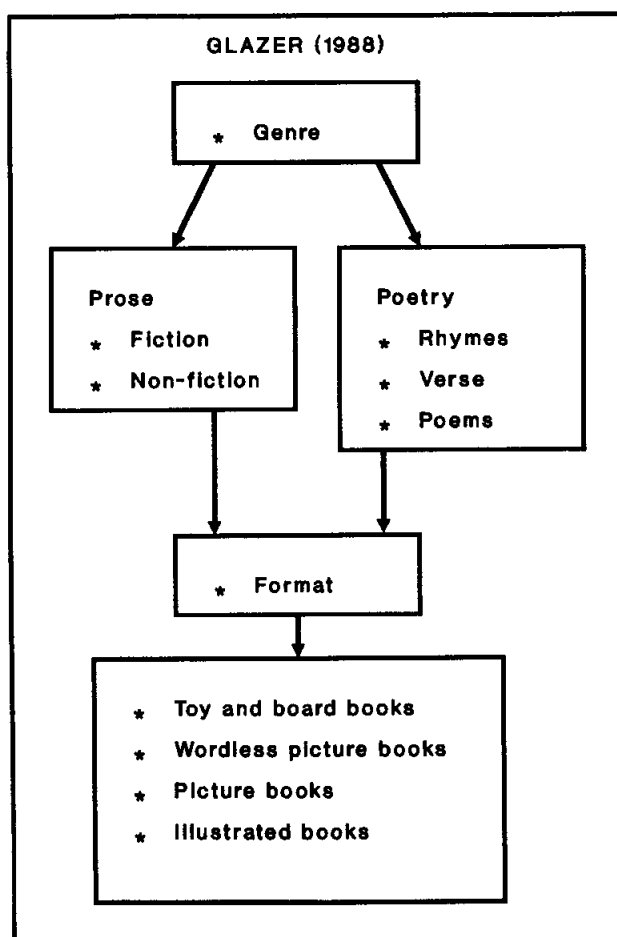 GLAZER (1988)
* Genre
Prose
* Fiction
* Non-fiction
Poetry
* Rhymes
* Verse
* Poems
* Format
* Toy and board books
* Wordless picture books
* Picture books
* Illustrated books